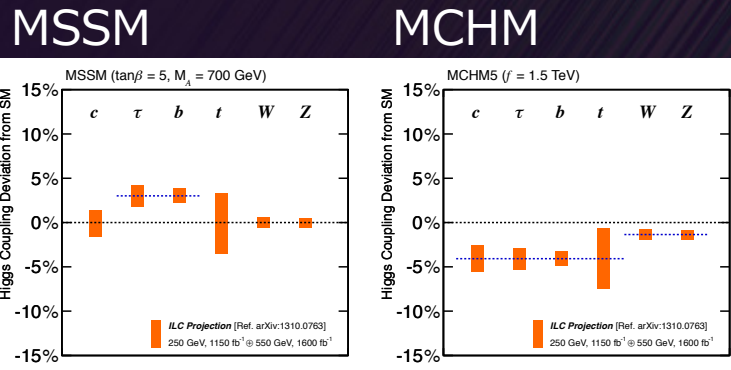 MSSM
MCHM
MSSM (tanβ = 5, M_A = 700 GeV)
Higgs Coupling Deviation from SM
15%
10%
5%
0%
-5%
-10%
-15%
c τ b t W Z
ILC Projection [Ref. arXiv:1310.0763]
250 GeV, 1150 fb⁻¹ ⊕ 550 GeV, 1600 fb⁻¹
MCHM5 (f = 1.5 TeV)
Higgs Coupling Deviation from SM
15%
10%
5%
0%
-5%
-10%
-15%
c τ b t W Z
ILC Projection [Ref. arXiv:1310.0763]
250 GeV, 1150 fb⁻¹ ⊕ 550 GeV, 1600 fb⁻¹